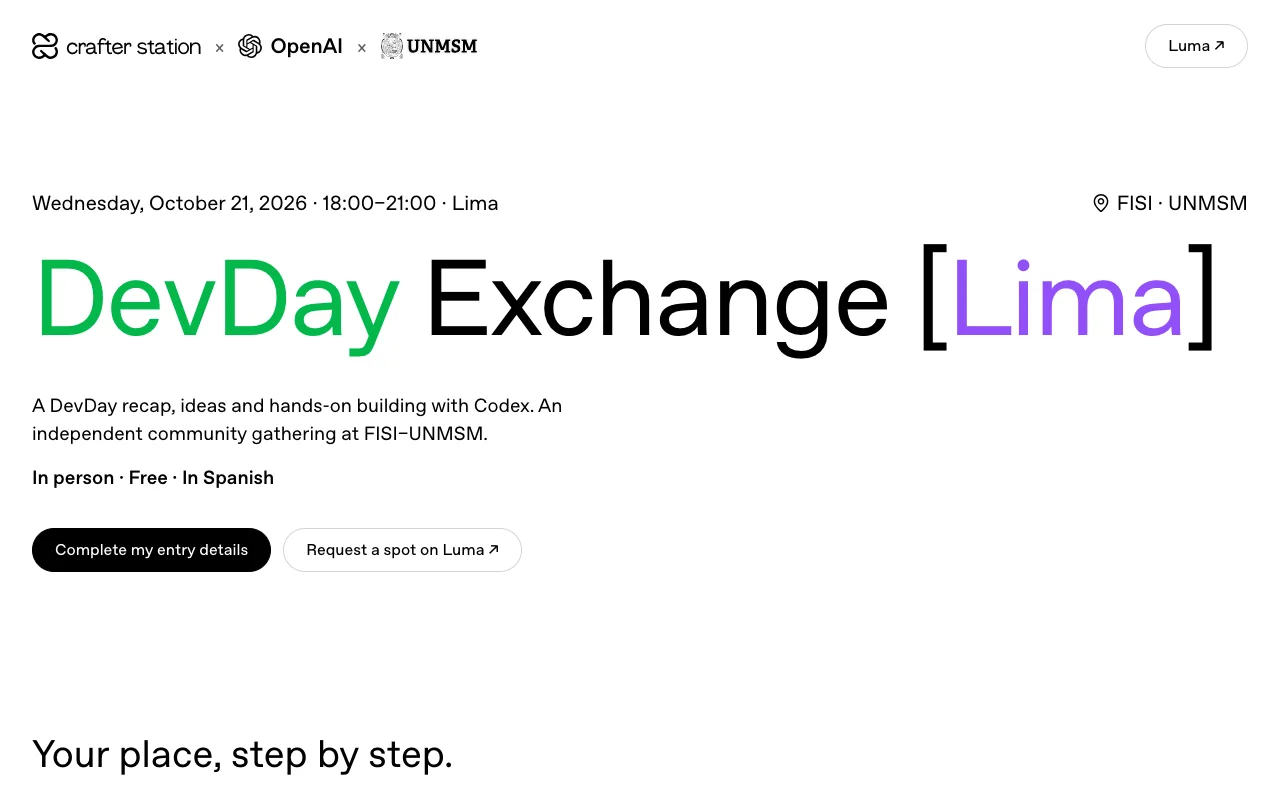 crafter station × OpenAI × UNMSM
Luma ↗
Wednesday, October 21, 2026 · 18:00–21:00 · Lima
FISI · UNMSM
DevDay Exchange [Lima]
A DevDay recap, ideas and hands-on building with Codex. An
independent community gathering at FISI–UNMSM.
In person · Free · In Spanish
Complete my entry details
Request a spot on Luma ↗
Your place, step by step.